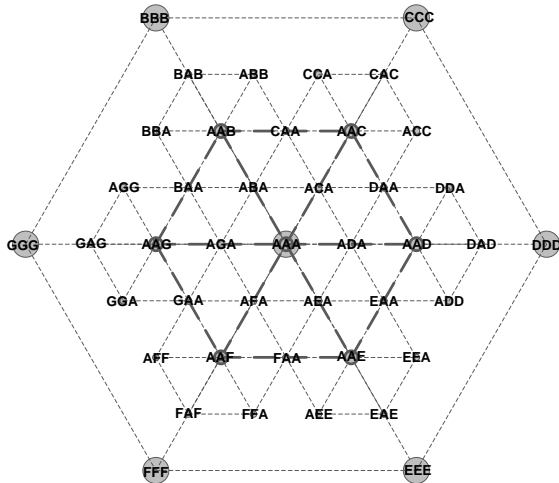 BBB CCC
BAB ABB CCA CAC
BBA AAB CAA AAC ACC
AGG BAA ABA ACA DAA DDA
GGG GAG AAG AGA AAA ADA AAD DAD DDD
GGA GAA AFA AEA EAA ADD
AFF AAF FAA AAE EEA
FAF FFA AEE EAE
FFF EEE